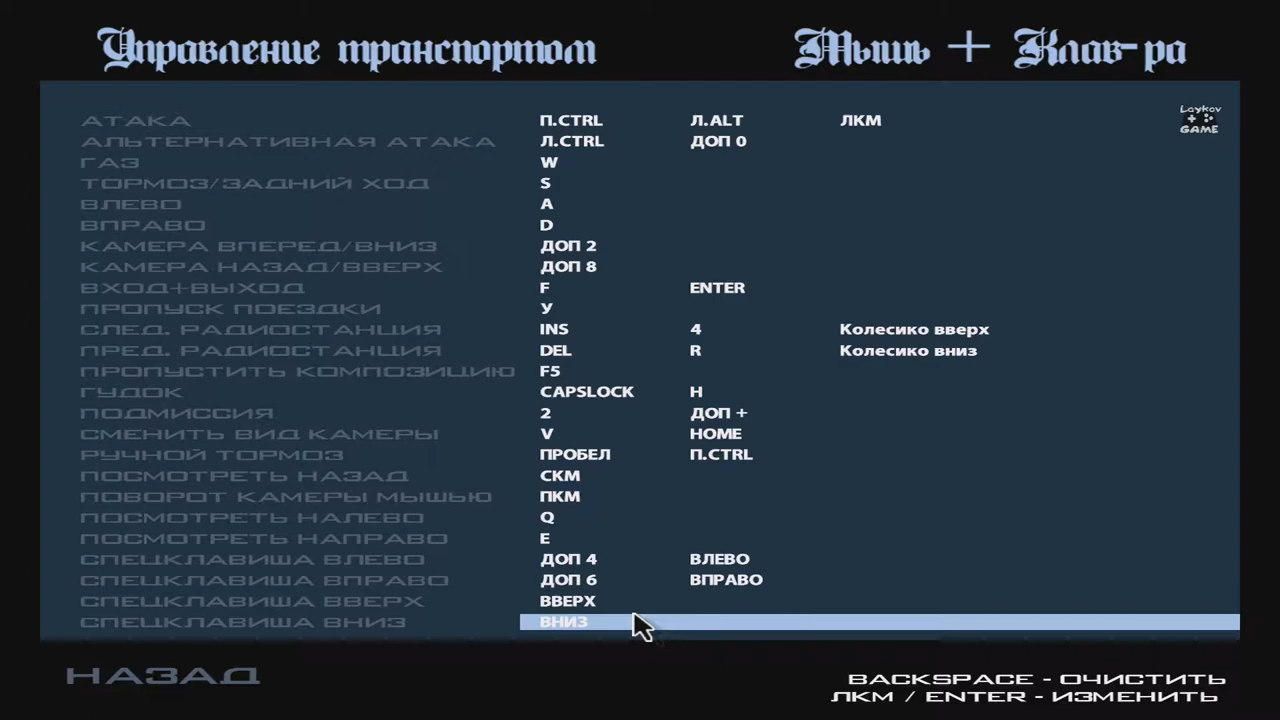 Управление транспортом Мышь + Клав-ра
Laykov
GAME
АТАКА П.CTRL Л.ALT ЛКМ
АЛЬТЕРНАТИВНАЯ АТАКА Л.CTRL ДОП 0
ГАЗ W
ТОРМОЗ/ЗАДНИЙ ХОД S
ВЛЕВО A
ВПРАВО D
КАМЕРА ВПЕРЕД/ВНИЗ ДОП 2
КАМЕРА НАЗАД/ВВЕРХ ДОП 8
ВХОД+ВЫХОД F ENTER
ПРОПУСК ПОЕЗДКИ У
СЛЕД. РАДИОСТАНЦИЯ INS 4 Колесико вверх
ПРЕД. РАДИОСТАНЦИЯ DEL R Колесико вниз
ПРОПУСТИТЬ КОМПОЗИЦИЮ F5
ГУДОК CAPSLOCK H
ПОДМИССИЯ 2 ДОП +
СМЕНИТЬ ВИД КАМЕРЫ V HOME
РУЧНОЙ ТОРМОЗ ПРОБЕЛ П.CTRL
ПОСМОТРЕТЬ НАЗАД СКМ
ПОВОРОТ КАМЕРЫ МЫШЬЮ ПКМ
ПОСМОТРЕТЬ НАЛЕВО Q
ПОСМОТРЕТЬ НАПРАВО E
СПЕЦКЛАВИША ВЛЕВО ДОП 4 ВЛЕВО
СПЕЦКЛАВИША ВПРАВО ДОП 6 ВПРАВО
СПЕЦКЛАВИША ВВЕРХ ВВЕРХ
СПЕЦКЛАВИША ВНИЗ ВНИЗ
НАЗАД
BACKSPACE - ОЧИСТИТЬ
ЛКМ / ENTER - ИЗМЕНИТЬ